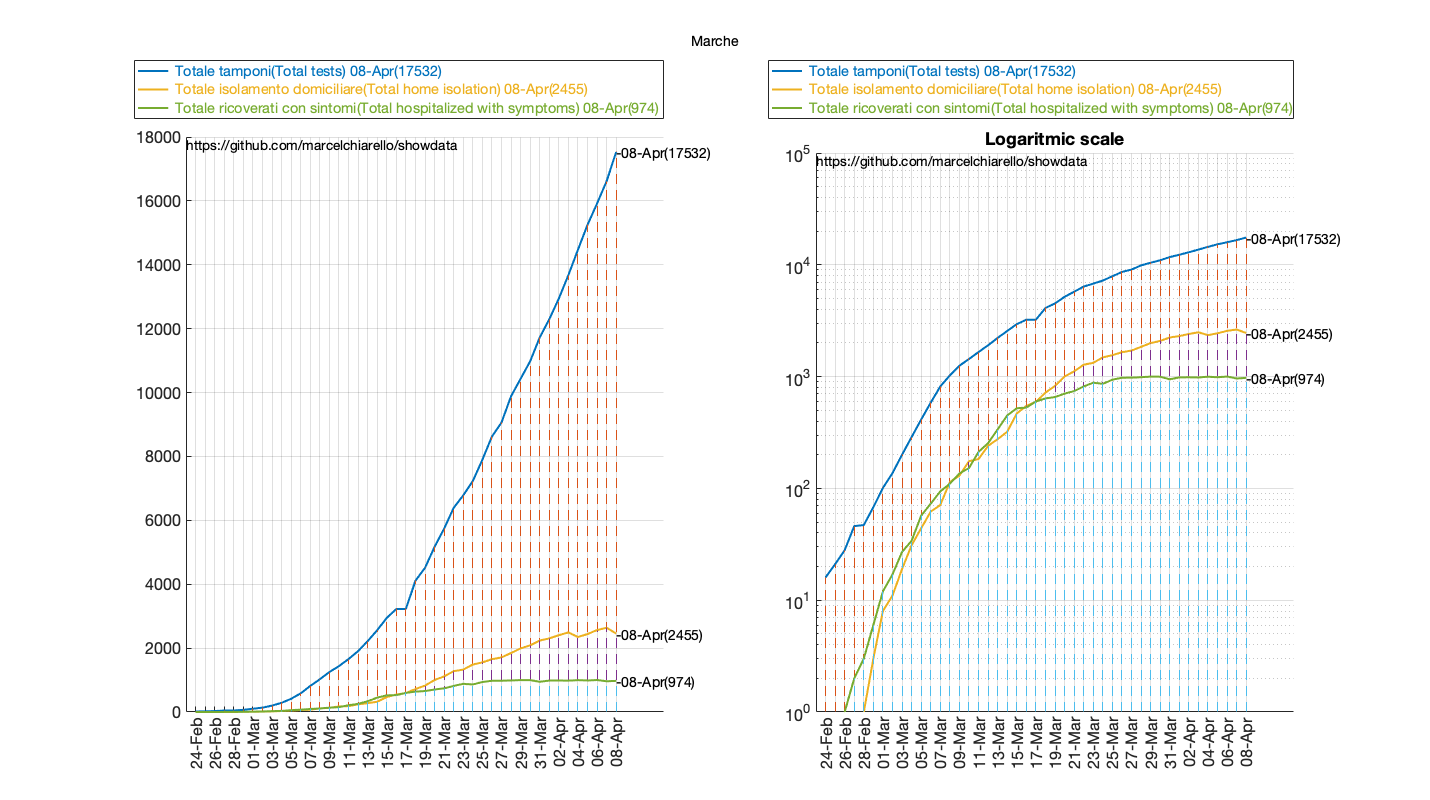 Marche
Totale tamponi(Total tests) 08-Apr(17532)
Totale isolamento domiciliare(Total home isolation) 08-Apr(2455)
Totale ricoverati con sintomi(Total hospitalized with symptoms) 08-Apr(974)
18000
https://github.com/marcelchiarello/showdata
08-Apr(17532)
16000
14000
12000
10000
8000
6000
4000
2000
08-Apr(2455)
08-Apr(974)
0
24-Feb
26-Feb
28-Feb
01-Mar
03-Mar
05-Mar
07-Mar
09-Mar
11-Mar
13-Mar
15-Mar
17-Mar
19-Mar
21-Mar
23-Mar
25-Mar
27-Mar
29-Mar
31-Mar
02-Apr
04-Apr
06-Apr
08-Apr
Totale tamponi(Total tests) 08-Apr(17532)
Totale isolamento domiciliare(Total home isolation) 08-Apr(2455)
Totale ricoverati con sintomi(Total hospitalized with symptoms) 08-Apr(974)
Logaritmic scale
10^5
https://github.com/marcelchiarello/showdata
08-Apr(17532)
10^4
08-Apr(2455)
10^3
08-Apr(974)
10^2
10^1
10^0
24-Feb
26-Feb
28-Feb
01-Mar
03-Mar
05-Mar
07-Mar
09-Mar
11-Mar
13-Mar
15-Mar
17-Mar
19-Mar
21-Mar
23-Mar
25-Mar
27-Mar
29-Mar
31-Mar
02-Apr
04-Apr
06-Apr
08-Apr